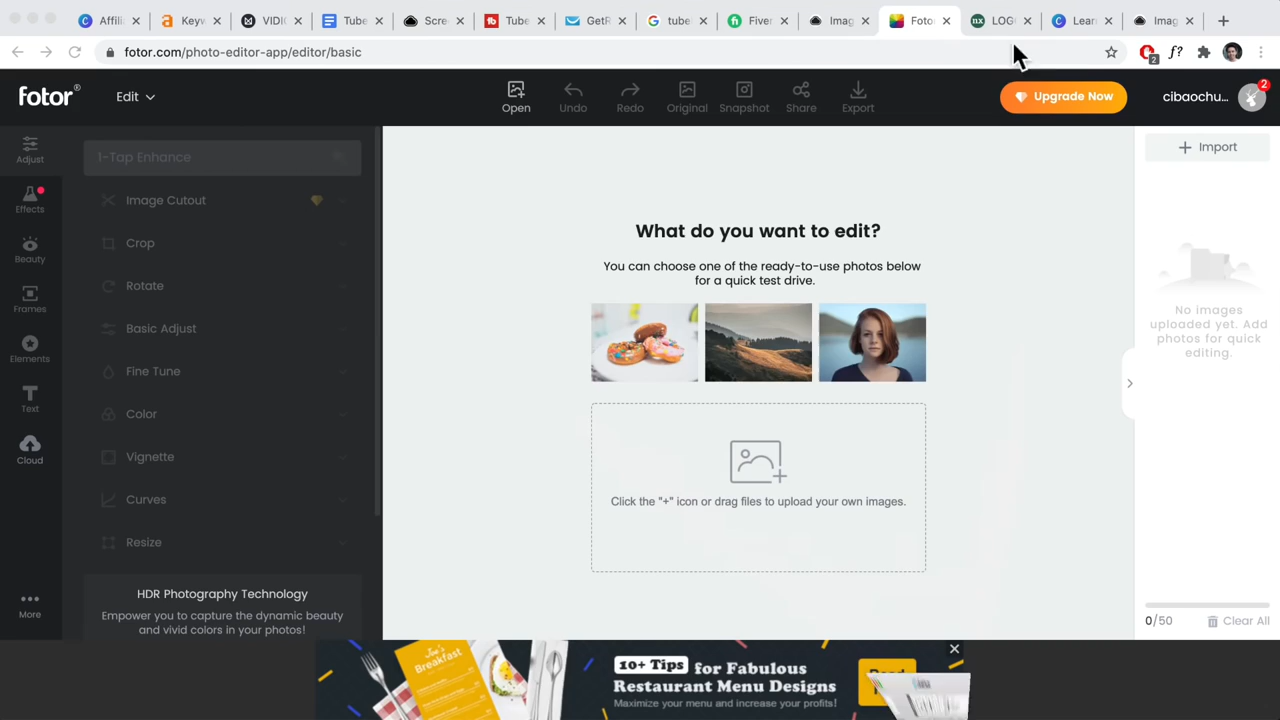 Affili
Keyw
VIDIQ
Tube
Scre
Tube
GetR
tube
Fiver
Imag
Foto
LOG
Lear
Imag
fotor.com/photo-editor-app/editor/basic
2
f?
fotor®
Edit
Open
Undo
Redo
Original
Snapshot
Share
Export
Upgrade Now
cibaochu...
2
Adjust
Effects
Beauty
Frames
Elements
Text
Cloud
More
1-Tap Enhance
Image Cutout
Crop
Rotate
Basic Adjust
Fine Tune
Color
Vignette
Curves
Resize
HDR Photography Technology
Empower you to capture the dynamic beauty
and vivid colors in your photos!
What do you want to edit?
You can choose one of the ready-to-use photos below
for a quick test drive.
Click the "+" icon or drag files to upload your own images.
Import
No images
uploaded yet. Add
photos for quick
editing.
0/50
Clear All
Joe's
Breakfast
10+ Tips for Fabulous
Restaurant Menu Designs
Maximize your menu and increase your profits!